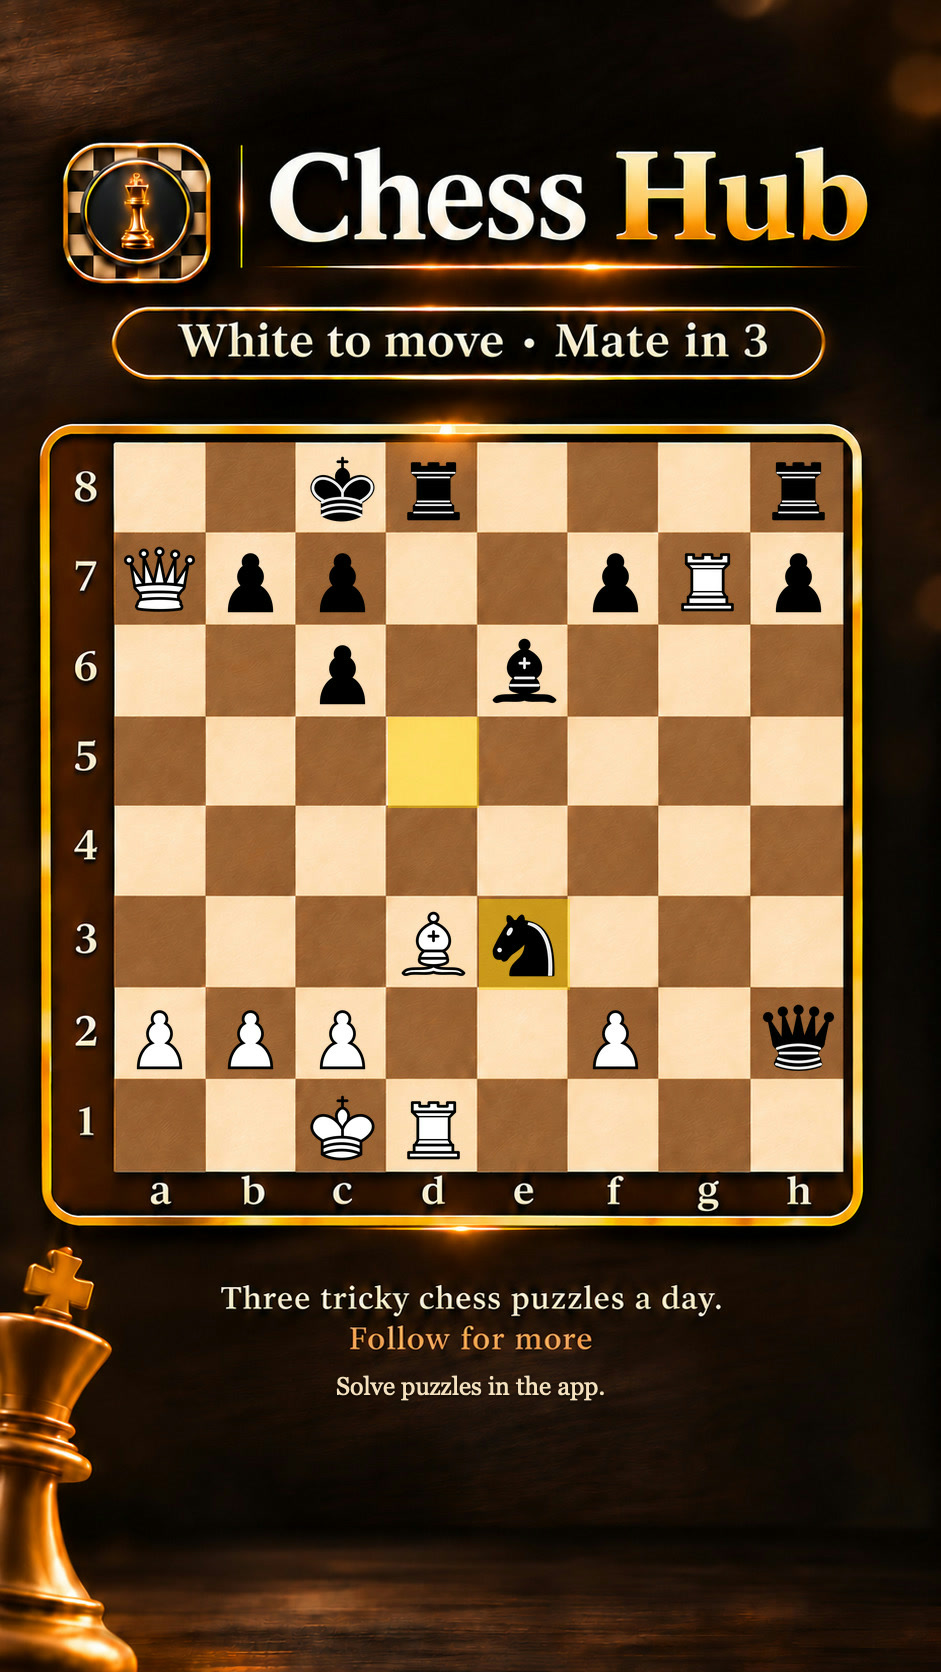 Chess Hub
White to move • Mate in 3
8
7
6
5
4
3
2
1
a b c d e f g h
Three tricky chess puzzles a day.
Follow for more
Solve puzzles in the app.